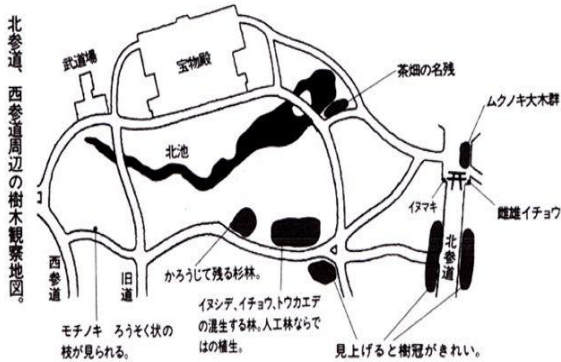 北参道、西参道周辺の樹木観察地図。
武道場
宝物殿
茶畑の名残
ムクノキ大木群
北池
イヌマキ
雌雄イチョウ
北参道
西参道
旧道
かろうじて残る杉林。
イヌシデ、イチョウ、トウカエデ
の混生する林。人工林なら
ではの植生。
モチノキ ろうそく状の
枝が見られる。
見上げると樹冠がきれい。